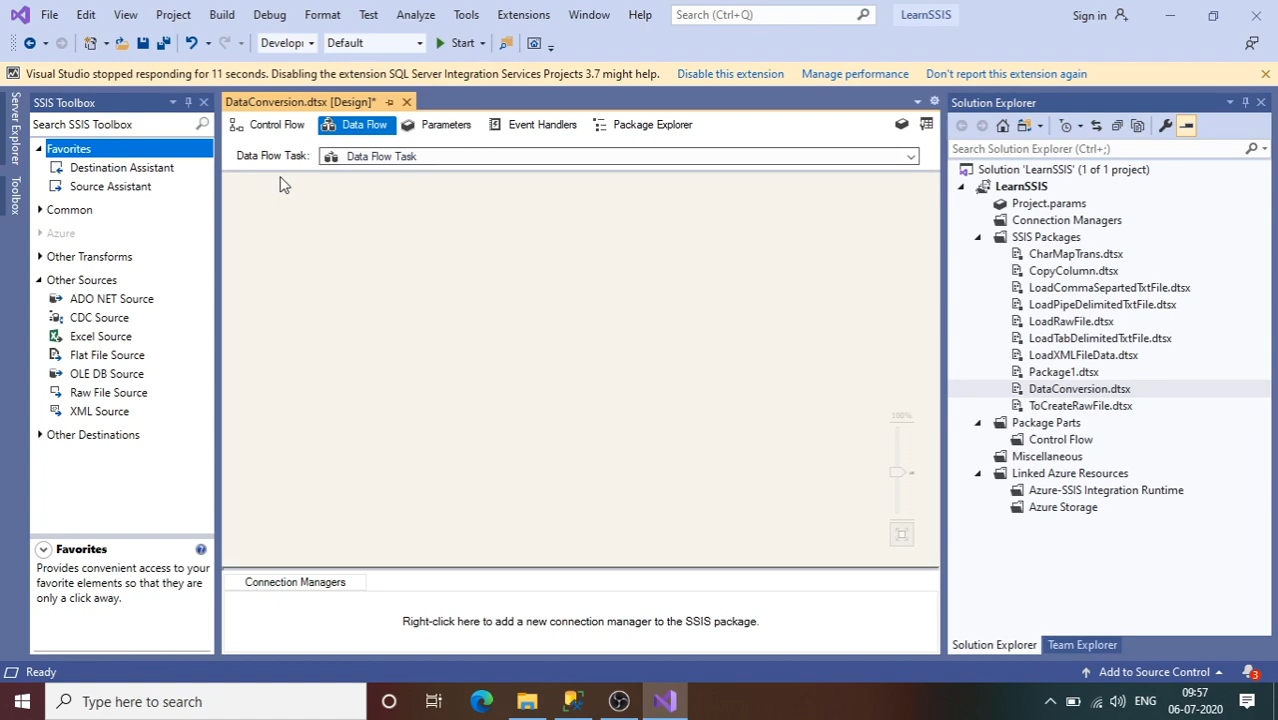 File Edit View Project Build Debug Format Test Analyze Tools Extensions Window Help Search (Ctrl+Q) LearnSSIS Sign in
Developi Default Start
Visual Studio stopped responding for 11 seconds. Disabling the extension SQL Server Integration Services Projects 3.7 might help. Disable this extension Manage performance Don't report this extension again
Server Explorer
Toolbox
SSIS Toolbox
Search SSIS Toolbox
Favorites
Destination Assistant
Source Assistant
Common
Azure
Other Transforms
Other Sources
ADO NET Source
CDC Source
Excel Source
Flat File Source
OLE DB Source
Raw File Source
XML Source
Other Destinations
Favorites
Provides convenient access to your
favorite elements so that they are
only a click away.
DataConversion.dtsx [Design]*
Control Flow Data Flow Parameters Event Handlers Package Explorer
Data Flow Task: Data Flow Task
100%
Connection Managers
Right-click here to add a new connection manager to the SSIS package.
Solution Explorer
Search Solution Explorer (Ctrl+;)
Solution 'LearnSSIS' (1 of 1 project)
LearnSSIS
Project.params
Connection Managers
SSIS Packages
CharMapTrans.dtsx
CopyColumn.dtsx
LoadCommaSepartedTxtFile.dtsx
LoadPipeDelimitedTxtFile.dtsx
LoadRawFile.dtsx
LoadTabDelimitedTxtFile.dtsx
LoadXMLFileData.dtsx
Package1.dtsx
DataConversion.dtsx
ToCreateRawFile.dtsx
Package Parts
Control Flow
Miscellaneous
Linked Azure Resources
Azure-SSIS Integration Runtime
Azure Storage
Solution Explorer Team Explorer
Ready Add to Source Control 3
Type here to search ENG 09:57
06-07-2020